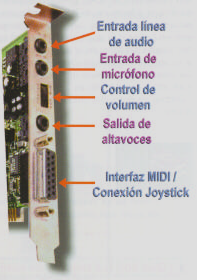 Entrada línea
de audio
Entrada de
micrófono
Control de
volumen
Salida de
altavoces
Interfaz MIDI /
Conexión Joystick